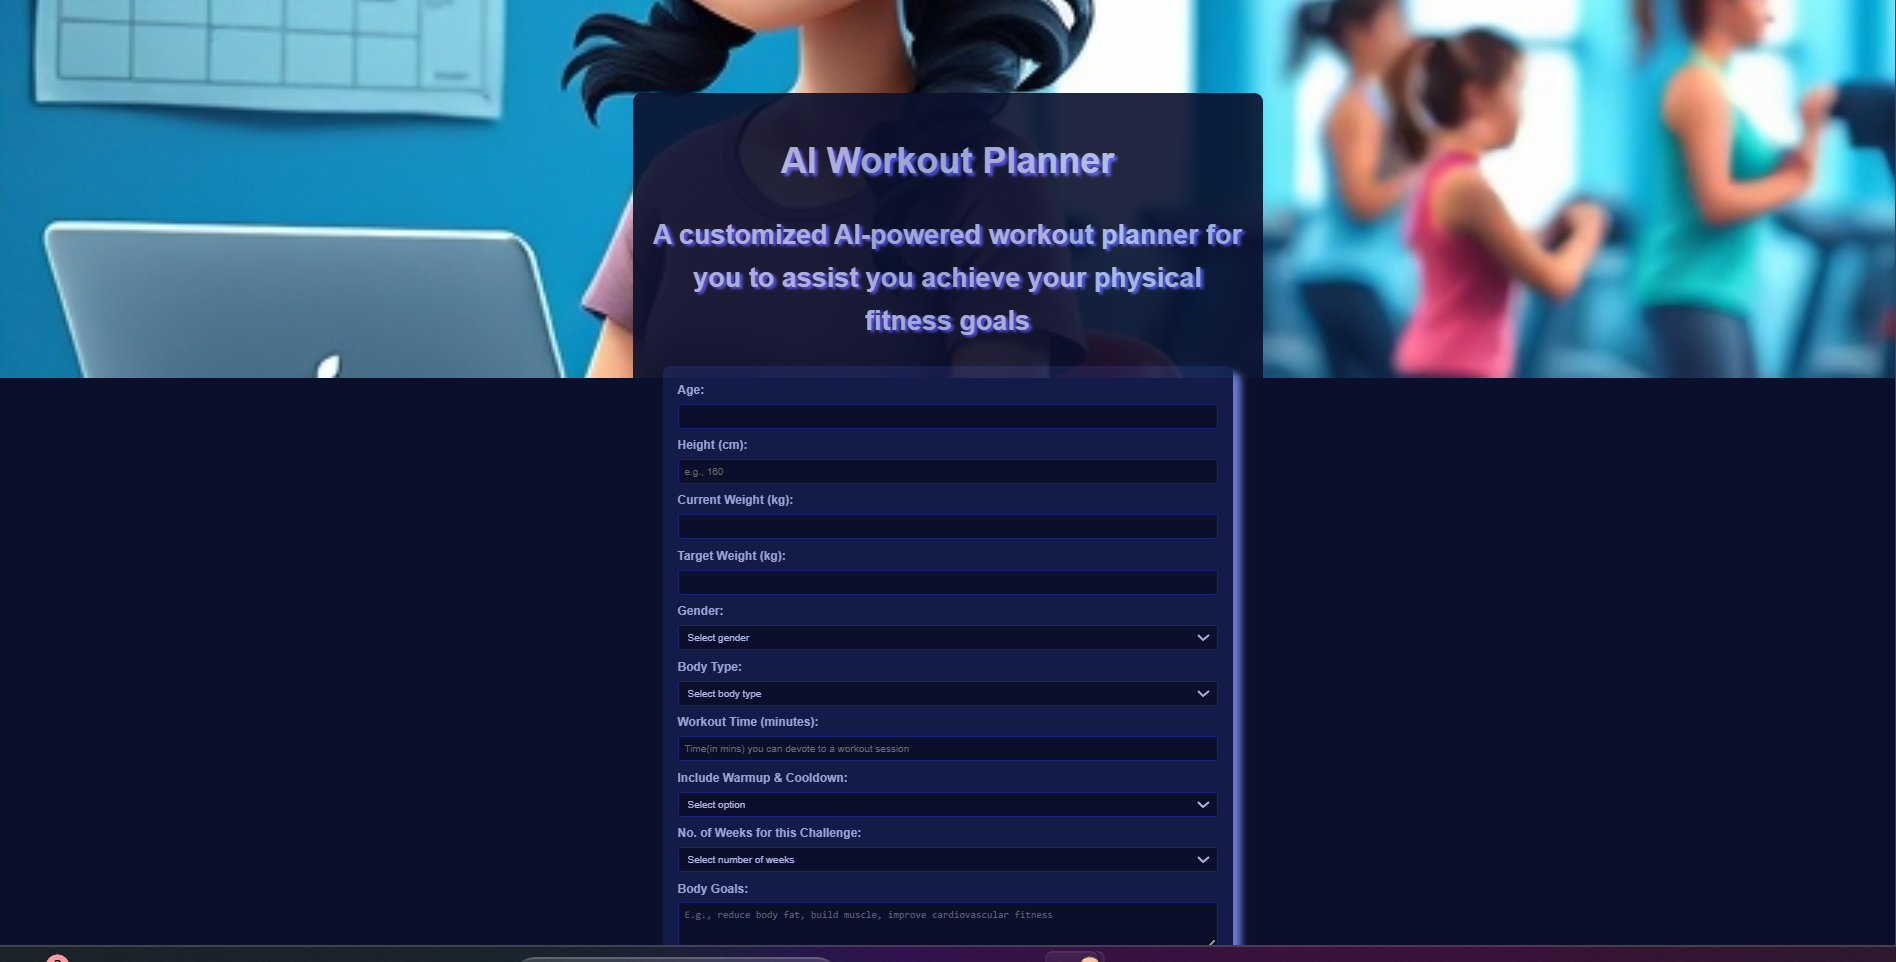 AI Workout Planner
A customized AI-powered workout planner for
you to assist you achieve your physical
fitness goals
Age:
Height (cm):
e.g., 160
Current Weight (kg):
Target Weight (kg):
Gender:
Select gender
Body Type:
Select body type
Workout Time (minutes):
Time(in mins) you can devote to a workout session
Include Warmup & Cooldown:
Select option
No. of Weeks for this Challenge:
Select number of weeks
Body Goals:
E.g., reduce body fat, build muscle, improve cardiovascular fitness